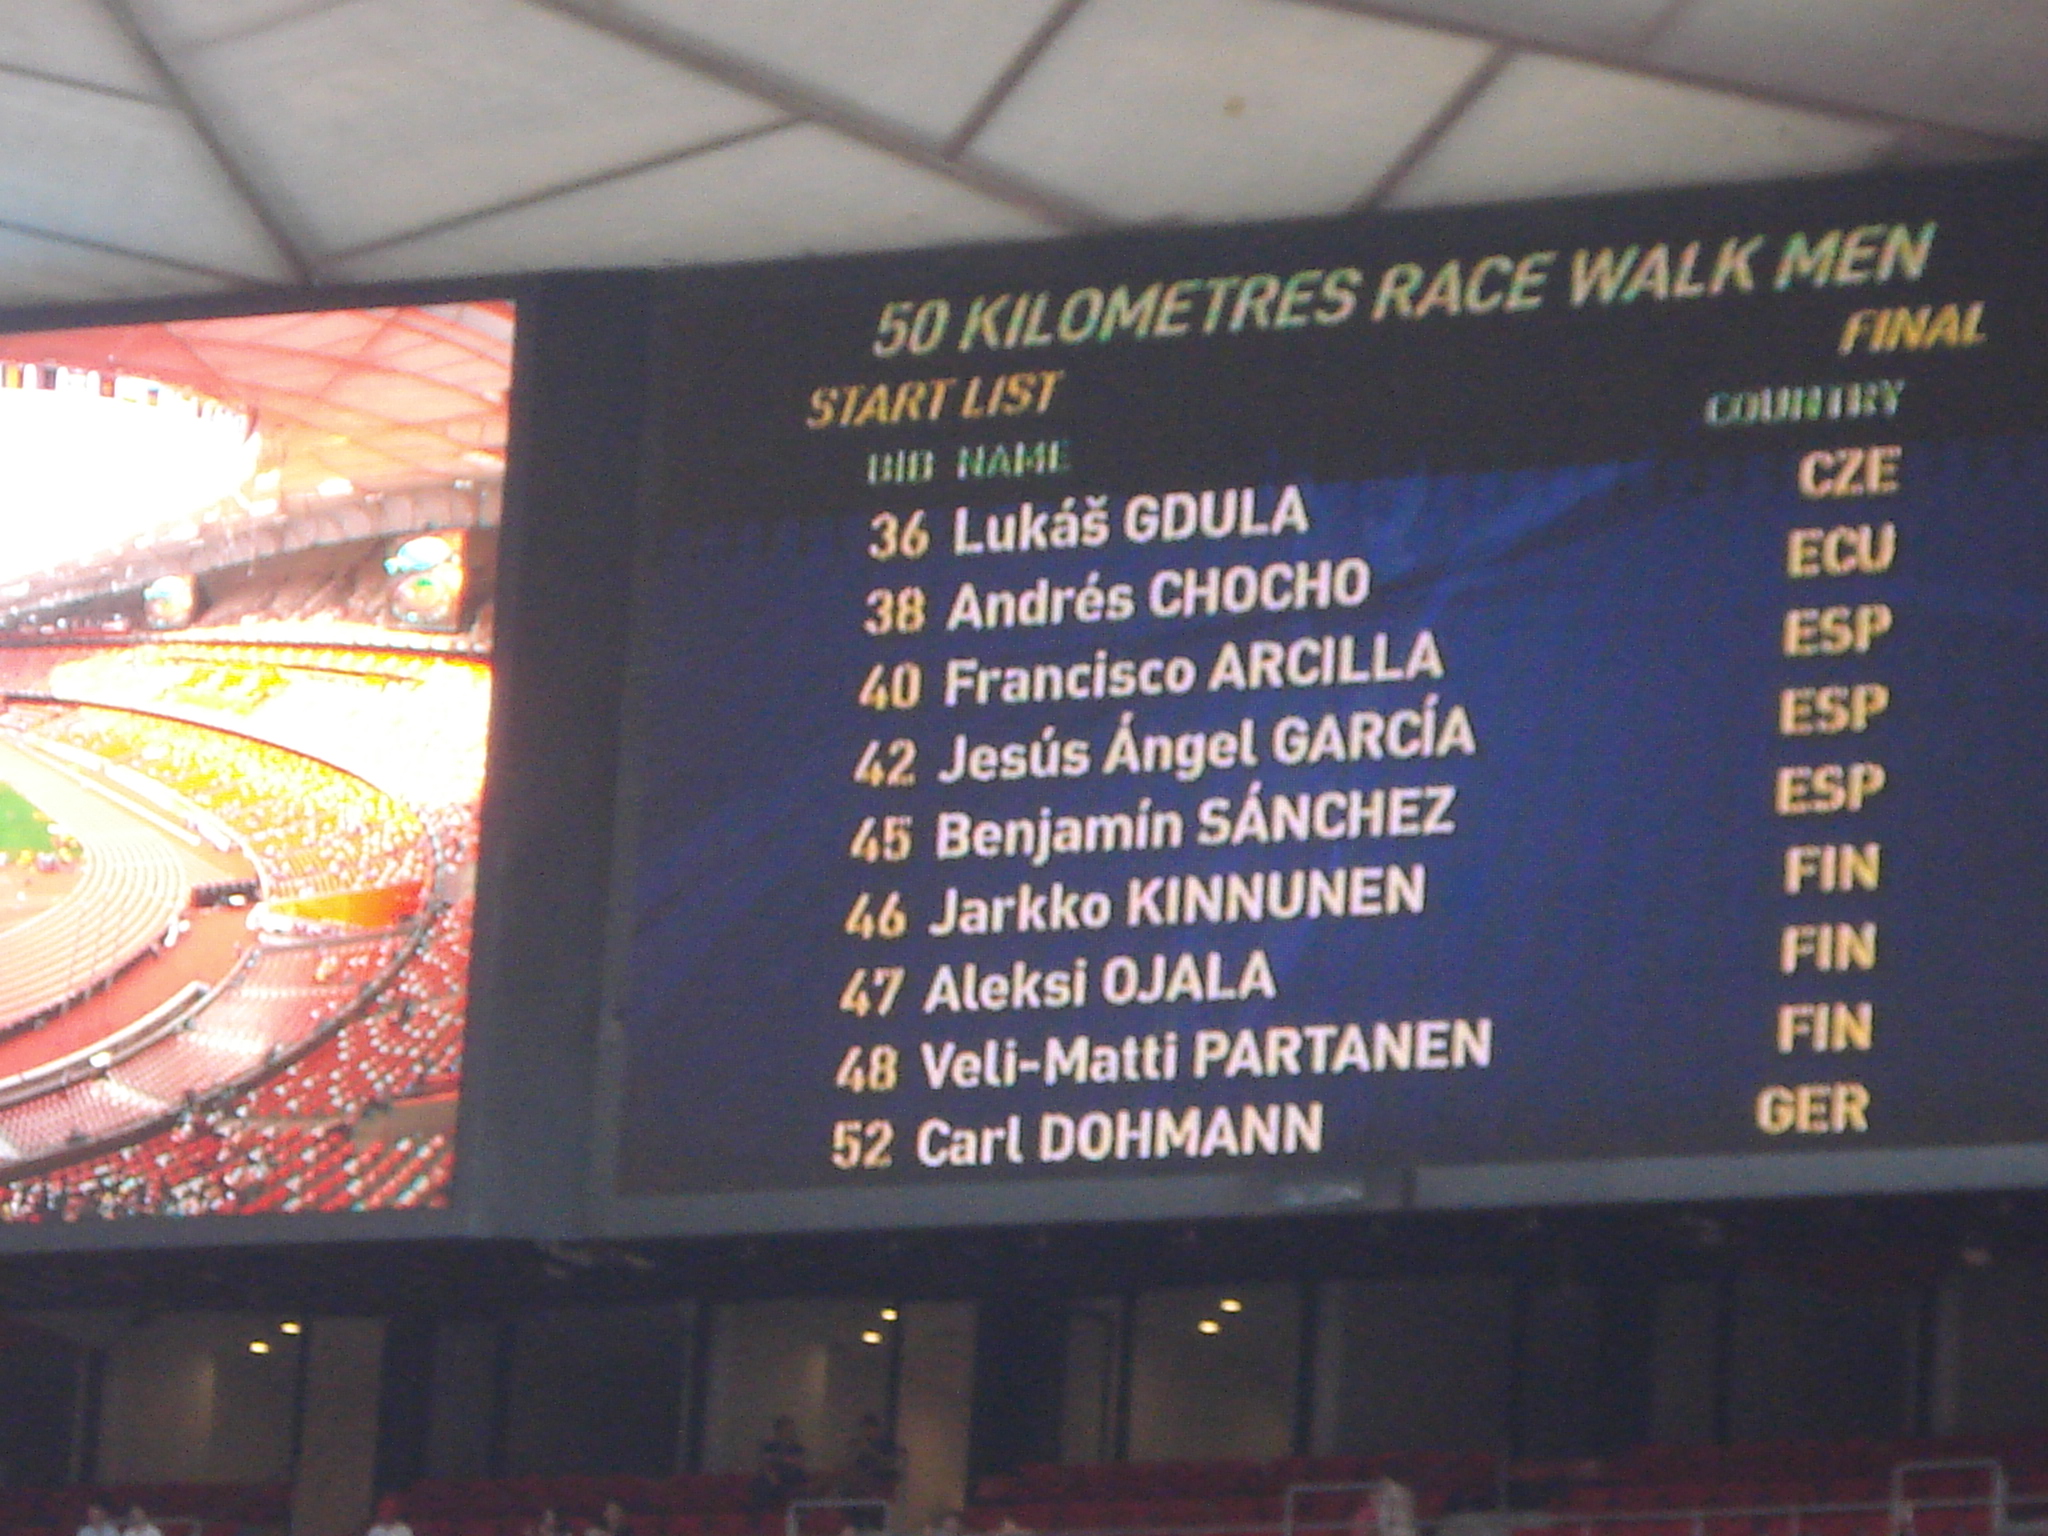 50 KILOMETRES RACE WALK MEN
FINAL
START LIST
BIB NAME COUNTRY
36 Lukáš GDULA CZE
38 Andrés CHOCHO ECU
40 Francisco ARCILLA ESP
42 Jesús Ángel GARCÍA ESP
45 Benjamín SÁNCHEZ ESP
46 Jarkko KINNUNEN FIN
47 Aleksi OJALA FIN
48 Veli-Matti PARTANEN FIN
52 Carl DOHMANN GER